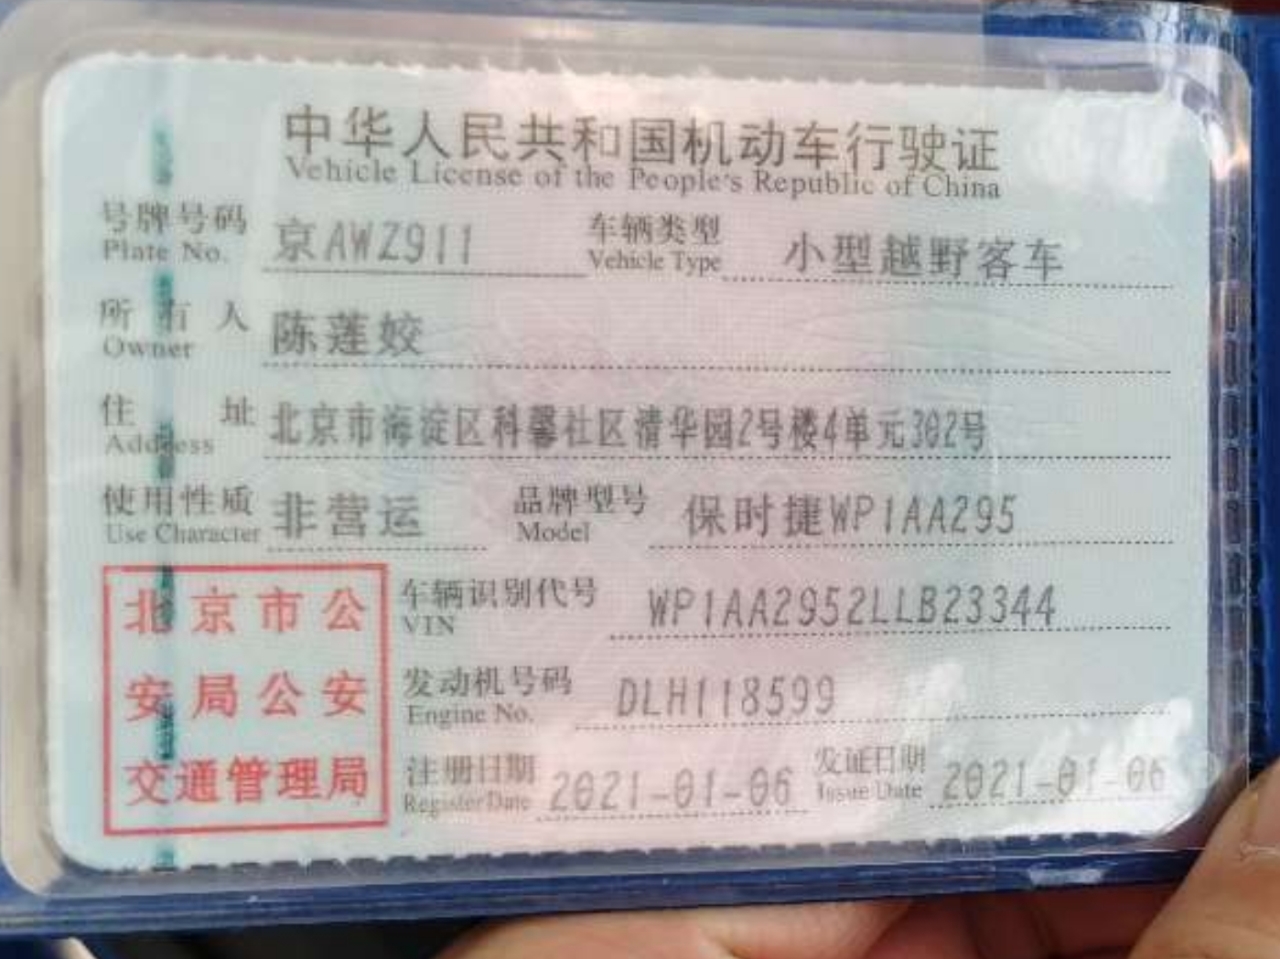 中华人民共和国机动车行驶证
Vehicle License of the People's Republic of China
号牌号码 京AWZ911 车辆类型 小型越野客车
Plate No. Vehicle Type
所有人 陈莲姣
Owner
住址 北京市海淀区科馨社区清华园2号楼4单元302号
Address
使用性质 非营运 品牌型号 保时捷WP1AA295
Use Character Model
北京市公
安局公安
交通管理局
车辆识别代号 WP1AA2952LLB23344
VIN
发动机号码 DLH118599
Engine No.
注册日期 2021-01-06 发证日期 2021-01-06
Register Date Issue Date